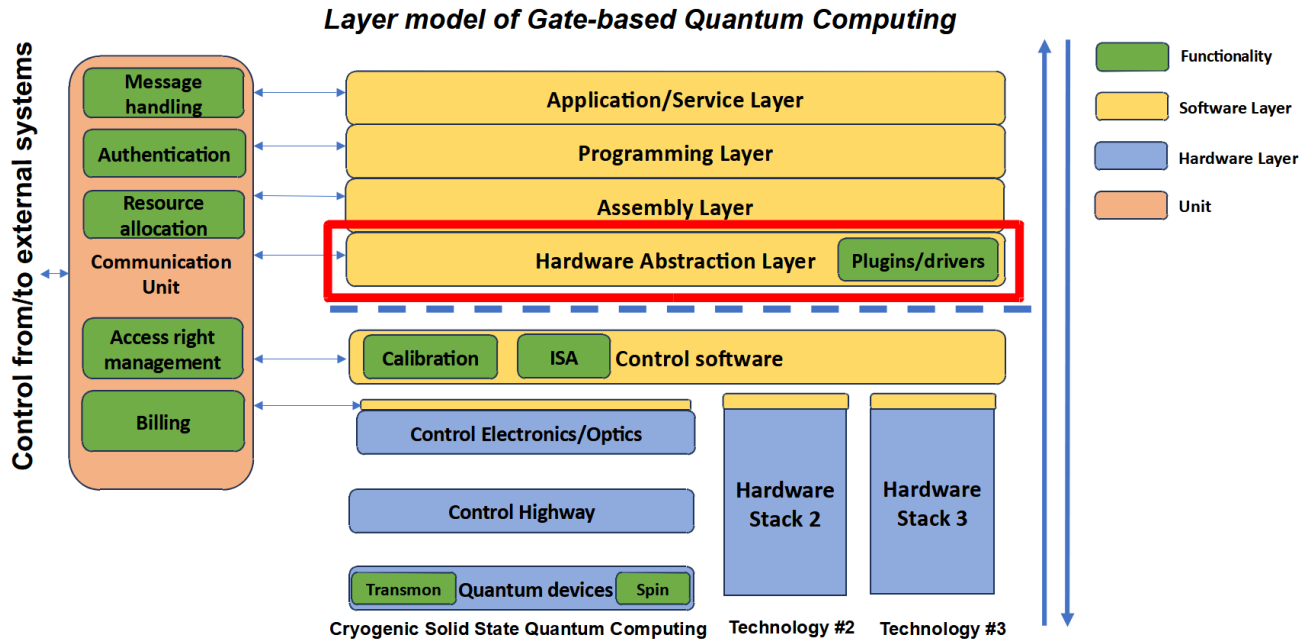 Layer model of Gate-based Quantum Computing
Control from/to external systems
Message
handling
Authentication
Resource
allocation
Communication
Unit
Access right
management
Billing
Application/Service Layer
Programming Layer
Assembly Layer
Hardware Abstraction Layer
Plugins/drivers
Calibration
ISA
Control software
Control Electronics/Optics
Control Highway
Transmon
Quantum devices
Spin
Cryogenic Solid State Quantum Computing
Hardware
Stack 2
Technology #2
Hardware
Stack 3
Technology #3
Functionality
Software Layer
Hardware Layer
Unit